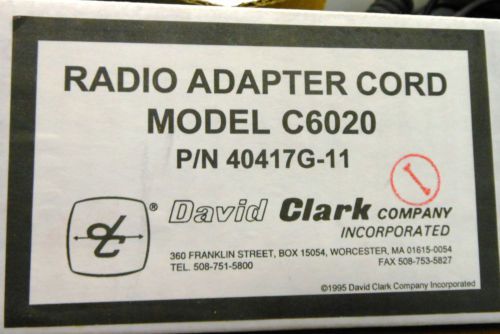 RADIO ADAPTER CORD
MODEL C6020
P/N 40417G-11
dc ® David Clark COMPANY
INCORPORATED
360 FRANKLIN STREET, BOX 15054, WORCESTER, MA 01615-0054
TEL. 508-751-5800 FAX 508-753-5827
©1995 David Clark Company Incorporated